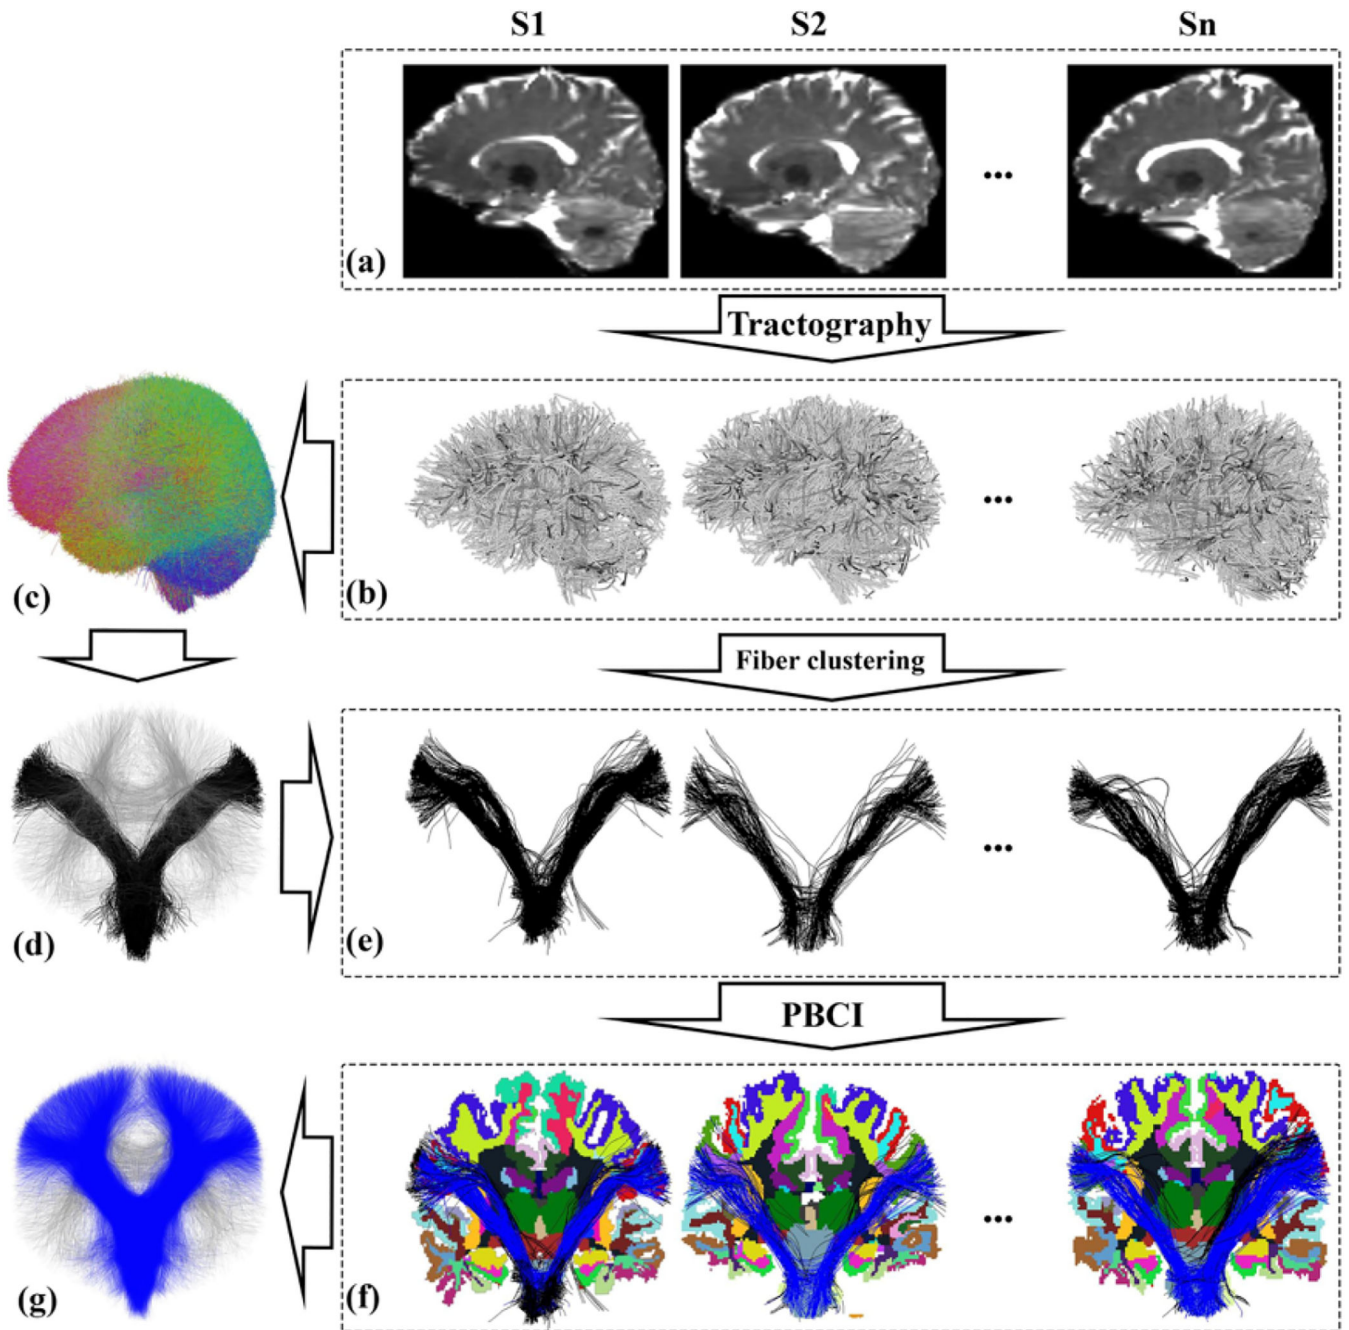 S1 S2 Sn
...
(a)
Tractography
...
(c) (b)
Fiber clustering
...
(d) (e)
PBCI
...
(g) (f)